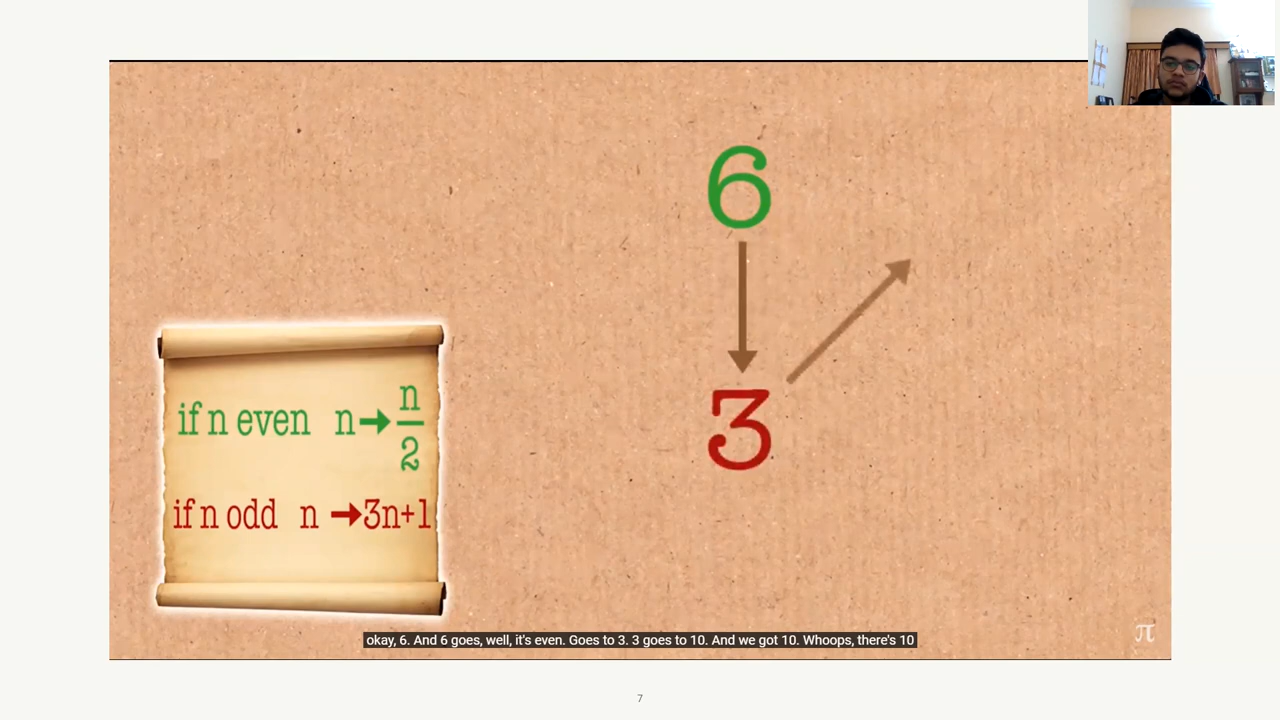 6
3
if n even n→n/2
if n odd n→3n+1
okay, 6. And 6 goes, well, it's even. Goes to 3. 3 goes to 10. And we got 10. Whoops, there's 10
π
7